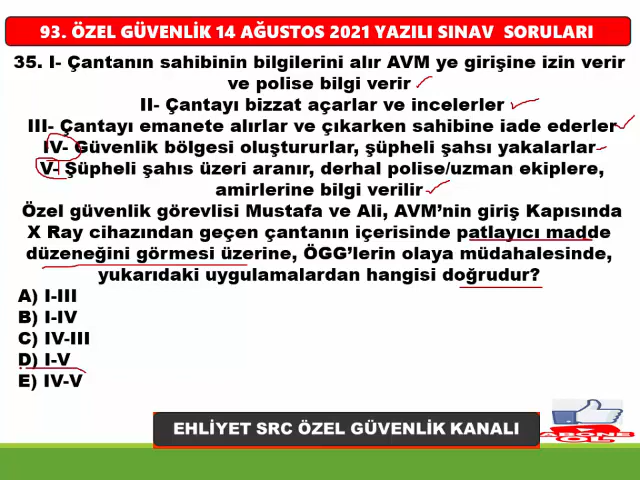 93. ÖZEL GÜVENLİK 14 AĞUSTOS 2021 YAZILI SINAV SORULARI
35. I- Çantanın sahibinin bilgilerini alır AVM ye girişine izin verir
ve polise bilgi verir
II- Çantayı bizzat açarlar ve incelerler
III- Çantayı emanete alırlar ve çıkarken sahibine iade ederler
IV- Güvenlik bölgesi oluştururlar, şüpheli şahsı yakalarlar
V- Şüpheli şahıs üzeri aranır, derhal polise/uzman ekiplere,
amirlerine bilgi verilir
Özel güvenlik görevlisi Mustafa ve Ali, AVM'nin giriş Kapısında
X Ray cihazından geçen çantanın içerisinde patlayıcı madde
düzeneğini görmesi üzerine, ÖGG'lerin olaya müdahalesinde,
yukarıdaki uygulamalardan hangisi doğrudur?
A) I-III
B) I-IV
C) IV-III
D) I-V
E) IV-V
EHLİYET SRC ÖZEL GÜVENLİK KANALI
ABONE
OL